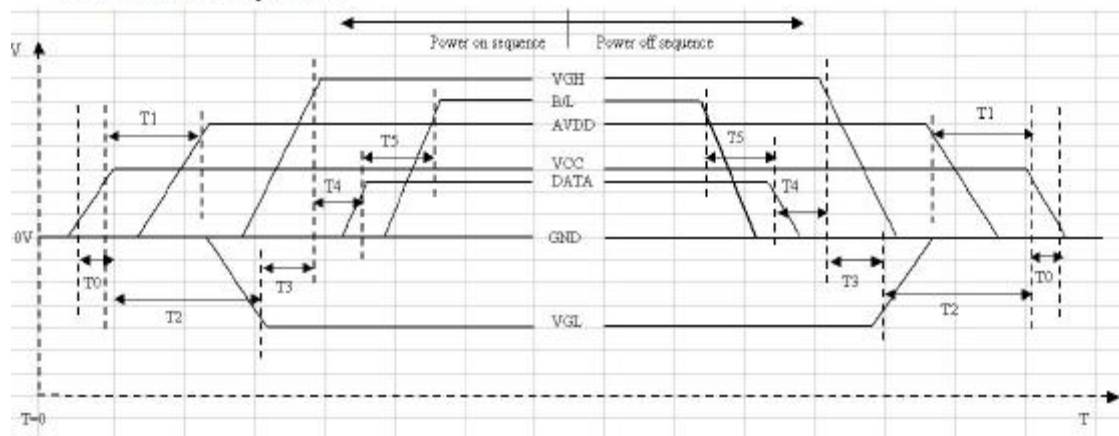 Power on sequence Power off sequence
V
VGH
B/L
T1 AVDD T1
T5 T5
VCC
T4 DATA T4
0V GND
T0 T3 T3 T0
T2 T2
VGL
T=0 T